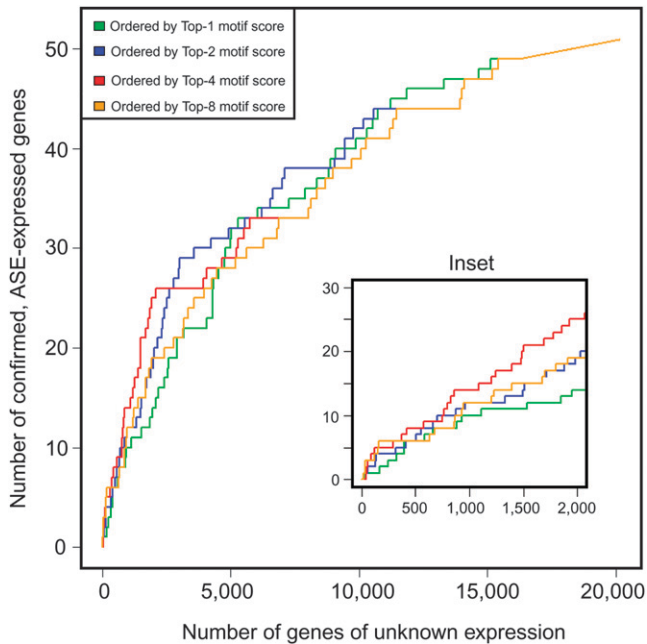 Ordered by Top-1 motif score
Ordered by Top-2 motif score
Ordered by Top-4 motif score
Ordered by Top-8 motif score
Number of confirmed, ASE-expressed genes
50
40
30
20
10
0
Inset
30
20
10
0
0 500 1,000 1,500 2,000
0 5,000 10,000 15,000 20,000
Number of genes of unknown expression